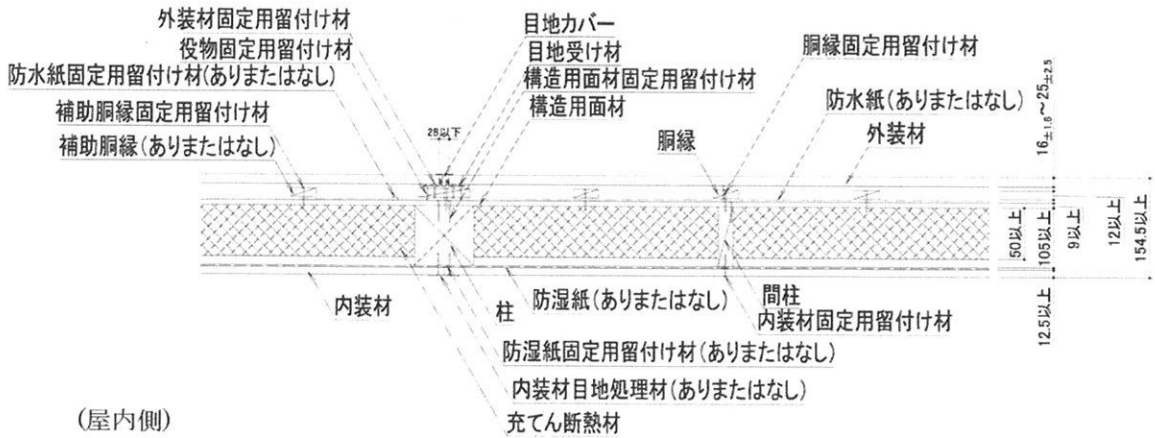 外装材固定用留付け材
役物固定用留付け材
防水紙固定用留付け材(ありまたはなし)
補助胴縁固定用留付け材
補助胴縁(ありまたはなし)
目地カバー
目地受け材
構造用面材固定用留付け材
構造用面材
28以下
胴縁固定用留付け材
防水紙(ありまたはなし)
胴縁
外装材
16±1.6～25±2.5
50以上
105以上
9以上
12以上
154.5以上
12.5以上
内装材
柱
防湿紙(ありまたはなし)
間柱
内装材固定用留付け材
防湿紙固定用留付け材(ありまたはなし)
内装材目地処理材(ありまたはなし)
充てん断熱材
(屋内側)